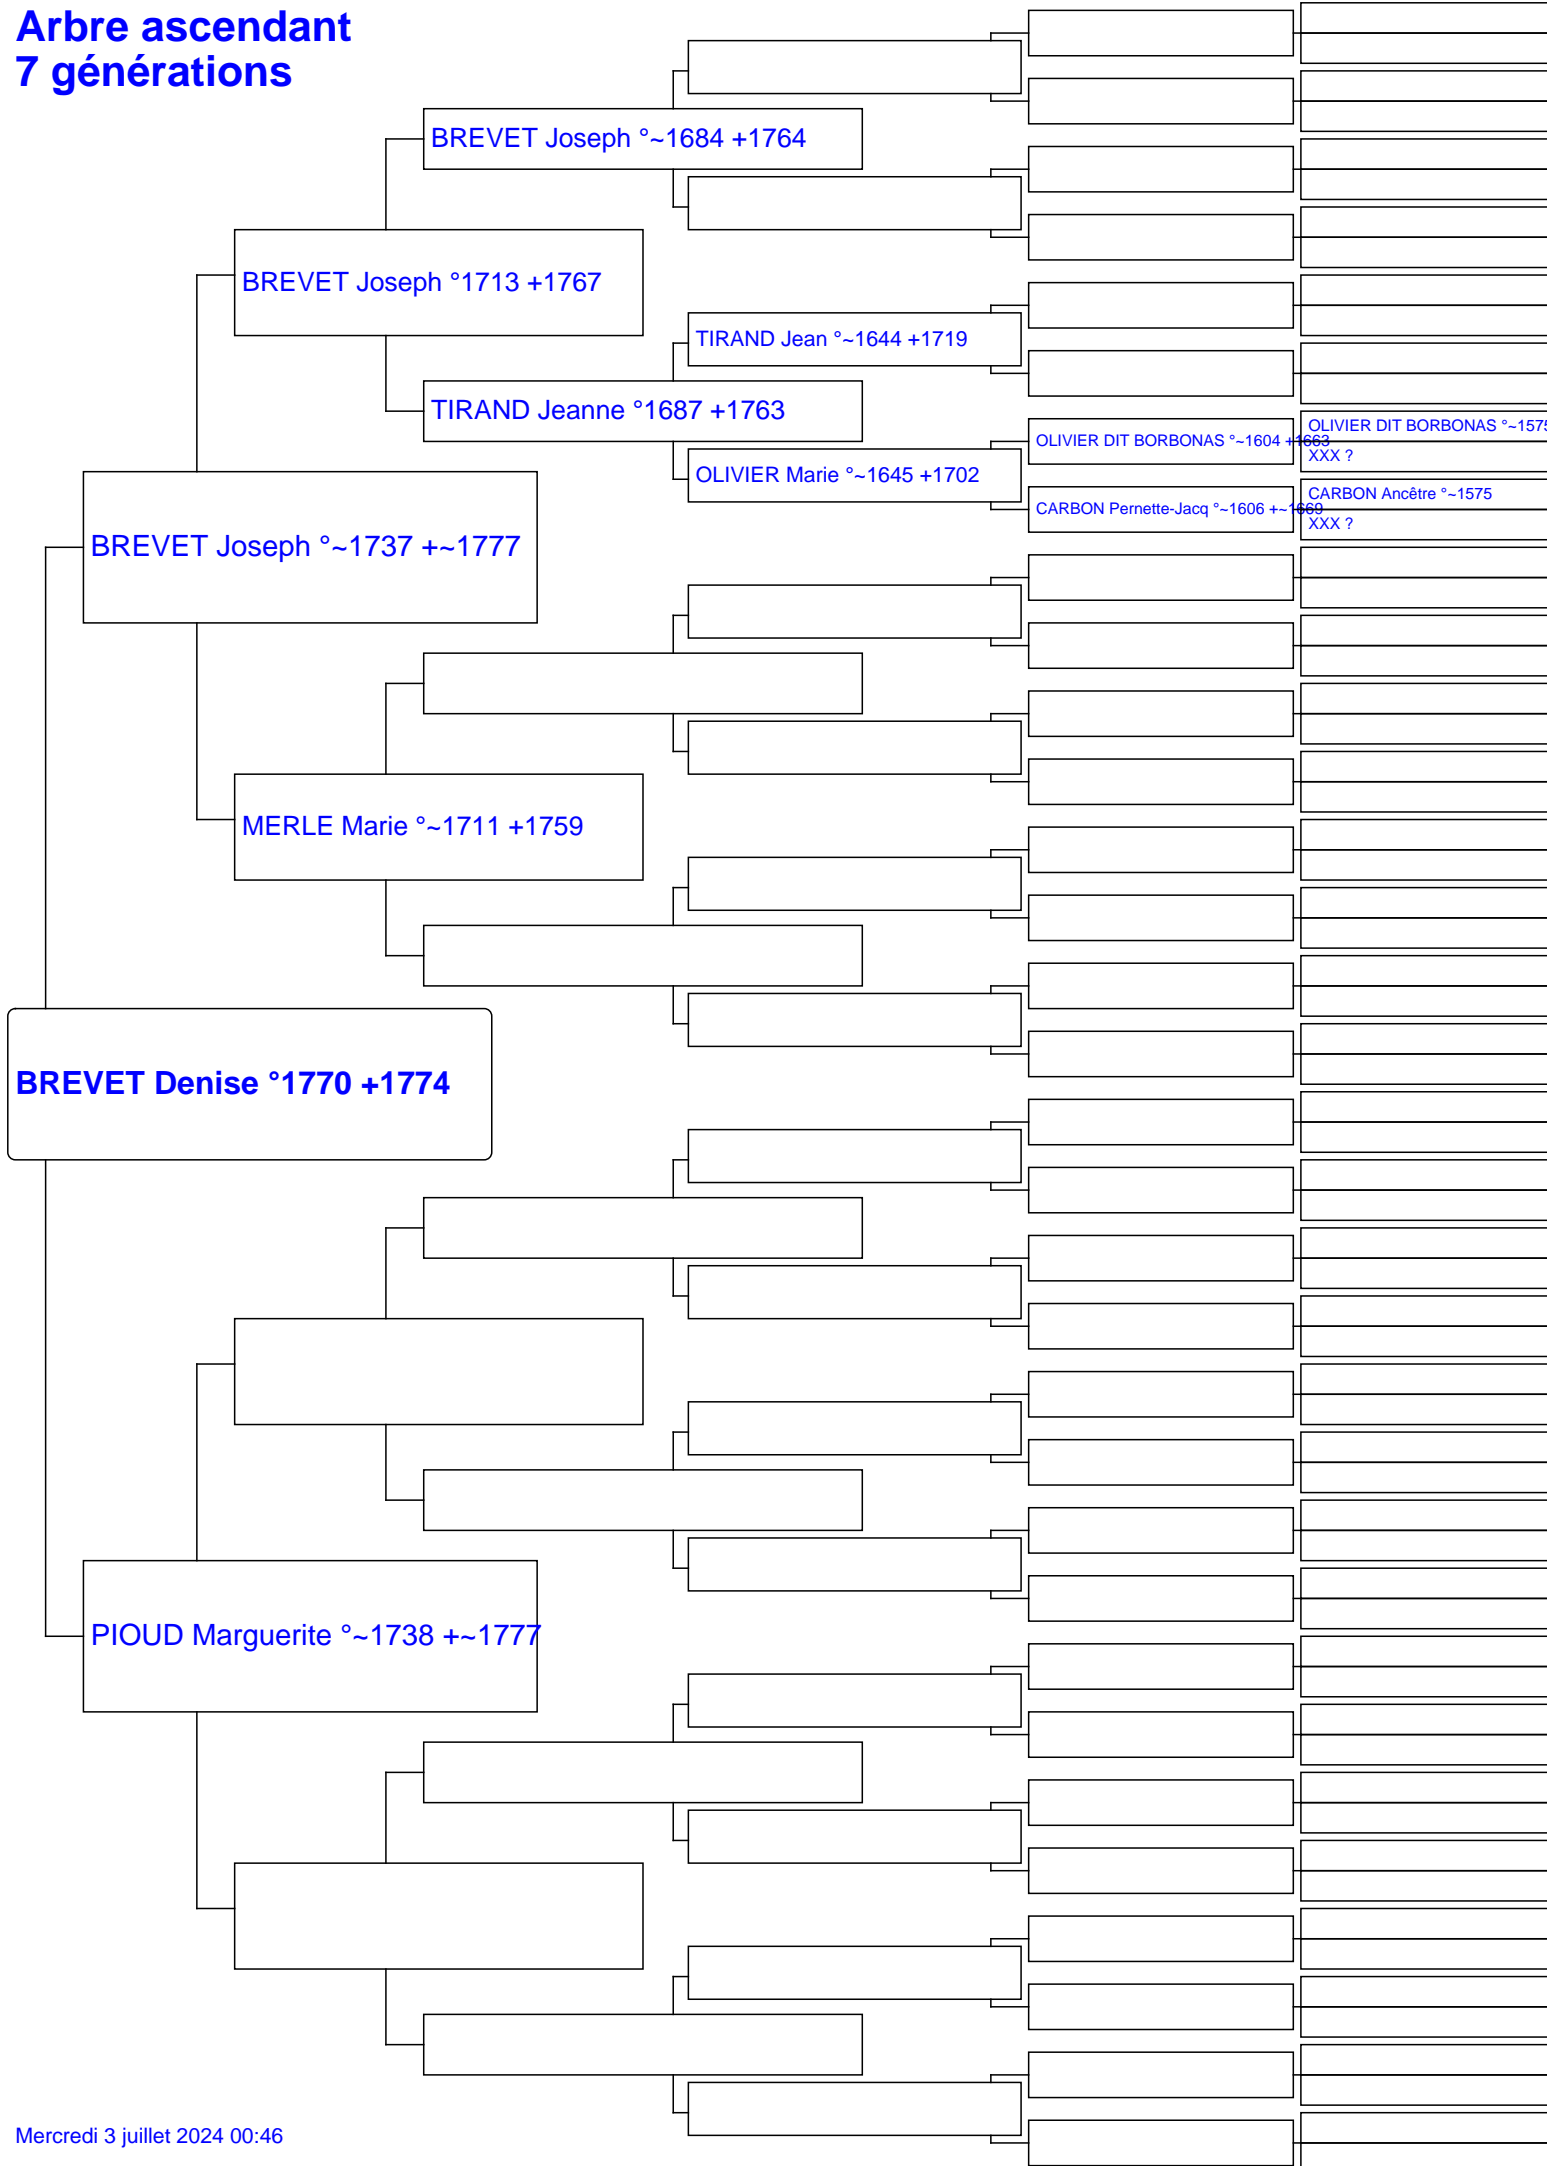 Arbre ascendant
7 générations
BREVET Joseph °~1684 +1764
BREVET Joseph °1713 +1767
TIRAND Jean °~1644 +1719
TIRAND Jeanne °1687 +1763
OLIVIER DIT BORBONAS °~1575
OLIVIER DIT BORBONAS °~1604 +1663
XXX ?
OLIVIER Marie °~1645 +1702
CARBON Ancêtre °~1575
CARBON Pernette-Jacq °~1606 +~1669
XXX ?
BREVET Joseph °~1737 +~1777
MERLE Marie °~1711 +1759
BREVET Denise °1770 +1774
PIOUD Marguerite °~1738 +~1777
Mercredi 3 juillet 2024 00:46